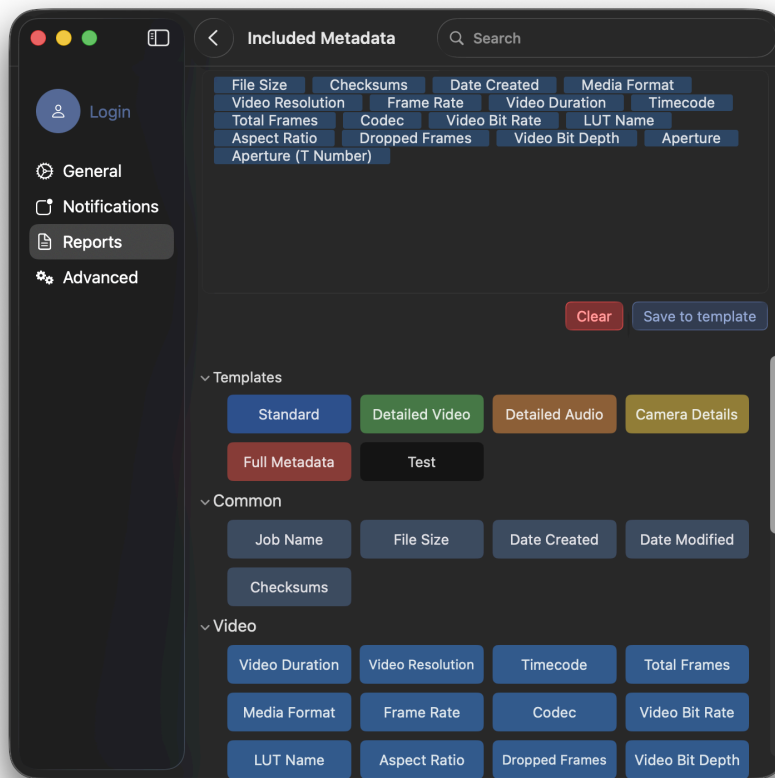 Included Metadata
Search
Login
General
Notifications
Reports
Advanced
File Size Checksums Date Created Media Format
Video Resolution Frame Rate Video Duration Timecode
Total Frames Codec Video Bit Rate LUT Name
Aspect Ratio Dropped Frames Video Bit Depth Aperture
Aperture (T Number)
Clear Save to template
Templates
Standard Detailed Video Detailed Audio Camera Details
Full Metadata Test
Common
Job Name File Size Date Created Date Modified
Checksums
Video
Video Duration Video Resolution Timecode Total Frames
Media Format Frame Rate Codec Video Bit Rate
LUT Name Aspect Ratio Dropped Frames Video Bit Depth